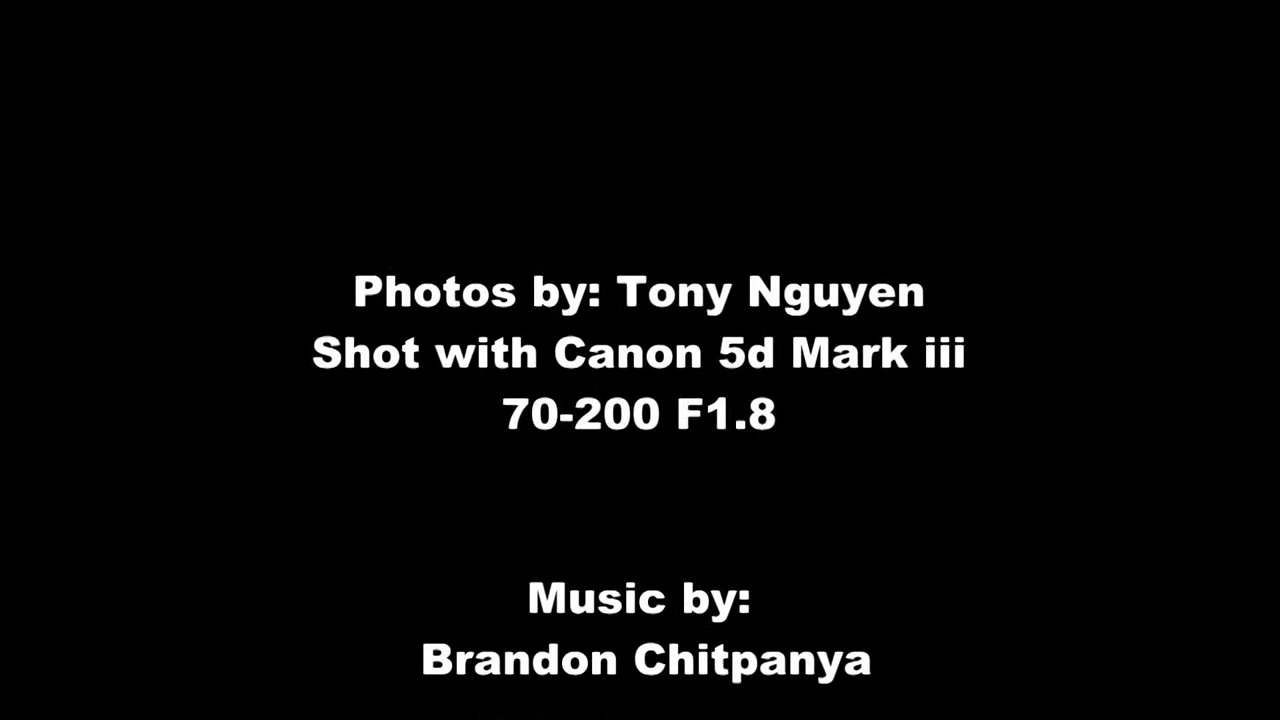 Photos by: Tony Nguyen
Shot with Canon 5d Mark iii
70-200 F1.8
Music by:
Brandon Chitpanya